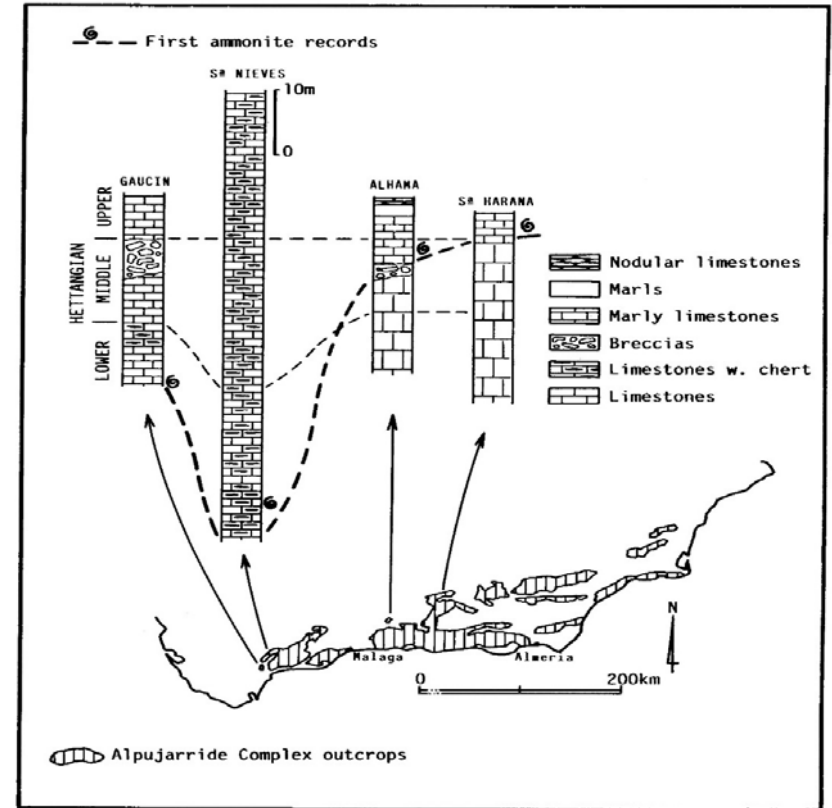 First ammonite records
Sª NIEVES
10m
0
GAUCIN
ALHAMA
Sª HARANA
HETTANGIAN
UPPER
MIDDLE
LOWER
Nodular limestones
Marls
Marly limestones
Breccias
Limestones w. chert
Limestones
N
Malaga
Almeria
0
200km
Alpujarride Complex outcrops